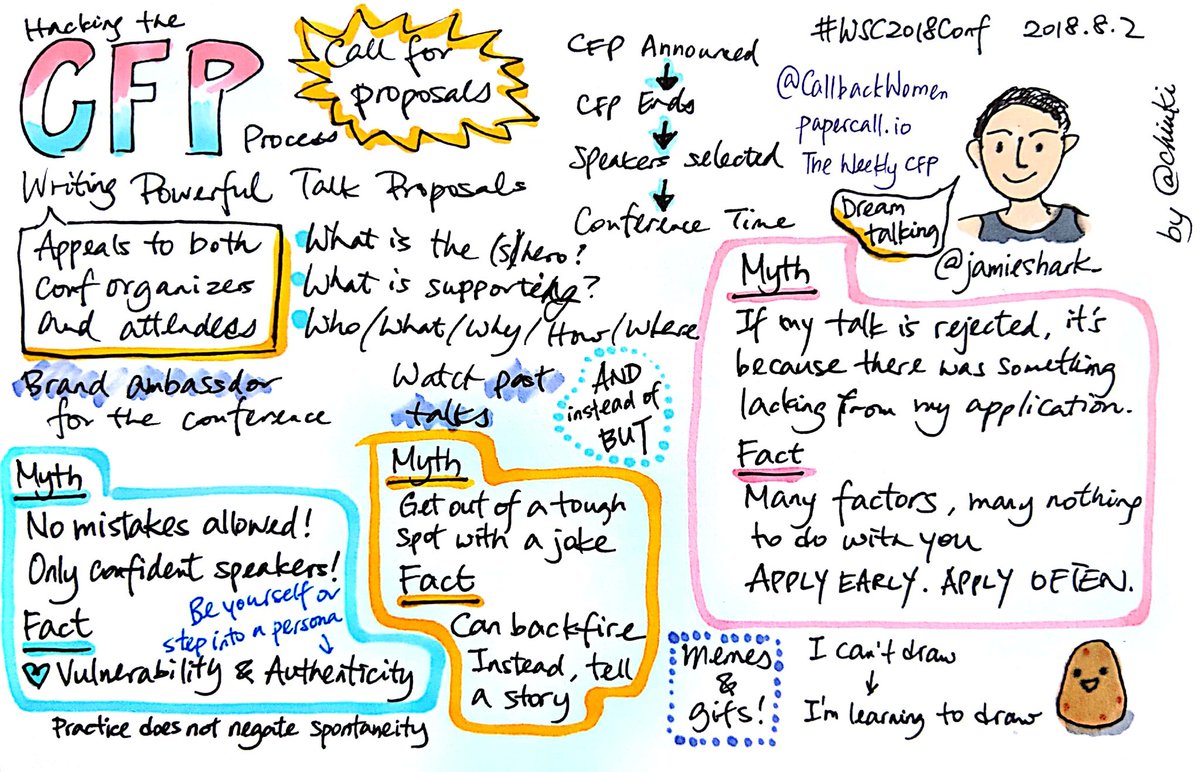 Hacking the
CFP
Process
Call for
proposals
Writing Powerful Talk Proposals
Appeals to both
conf organizers
and attendees
What is the (s)hero?
What is supporting?
Who/What/Why/How/Where
CFP Announced
CFP Ends
Speakers selected
Conference Time
#WSC2018Conf 2018.8.2
@CallbackWomen
papercall.io
The Weekly CFP
Dream
talking
@jamieshark_
by @chiuki
Brand ambassdor
for the conference
Watch past
talks
AND
instead of
BUT
Myth
No mistakes allowed!
Only confident speakers!
Fact
Be yourself or
step into a persona
Vulnerability & Authenticity
Practice does not negate spontaneity
Myth
Get out of a tough
spot with a joke
Fact
Can backfire
Instead, tell
a story
Myth
If my talk is rejected, it's
because there was something
lacking from my application.
Fact
Many factors, many nothing
to do with you
APPLY EARLY. APPLY OFTEN.
Memes
&
gifs!
I can't draw
I'm learning to draw